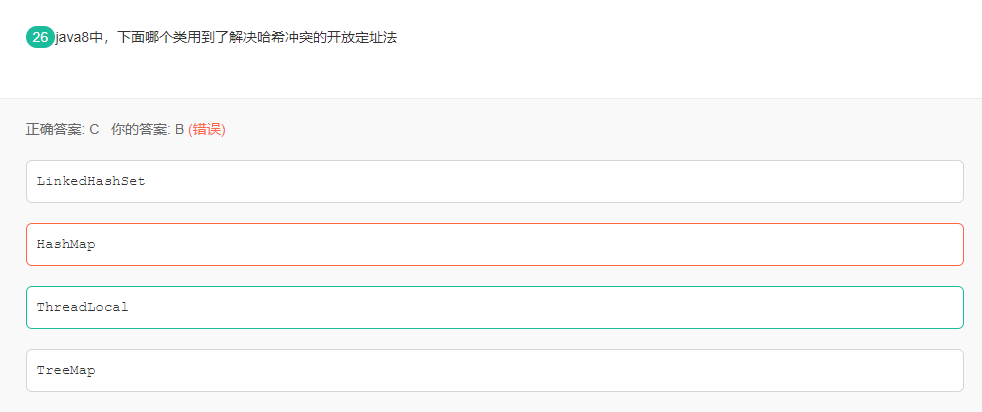 26java8中，下面哪个类用到了解决哈希冲突的开放定址法
正确答案: C 你的答案: B (错误)
LinkedHashSet
HashMap
ThreadLocal
TreeMap